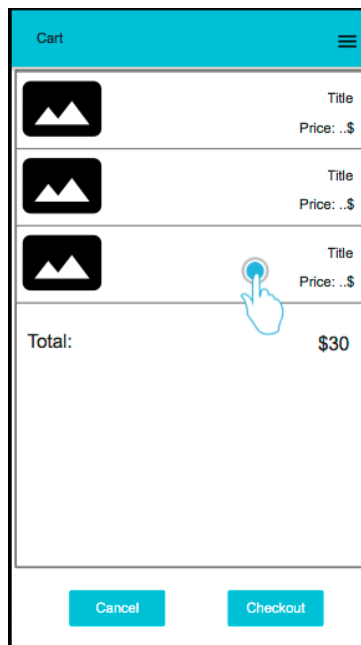 Cart
Title
Price: ..$
Title
Price: ..$
Title
Price: ..$
Total: $30
Cancel Checkout